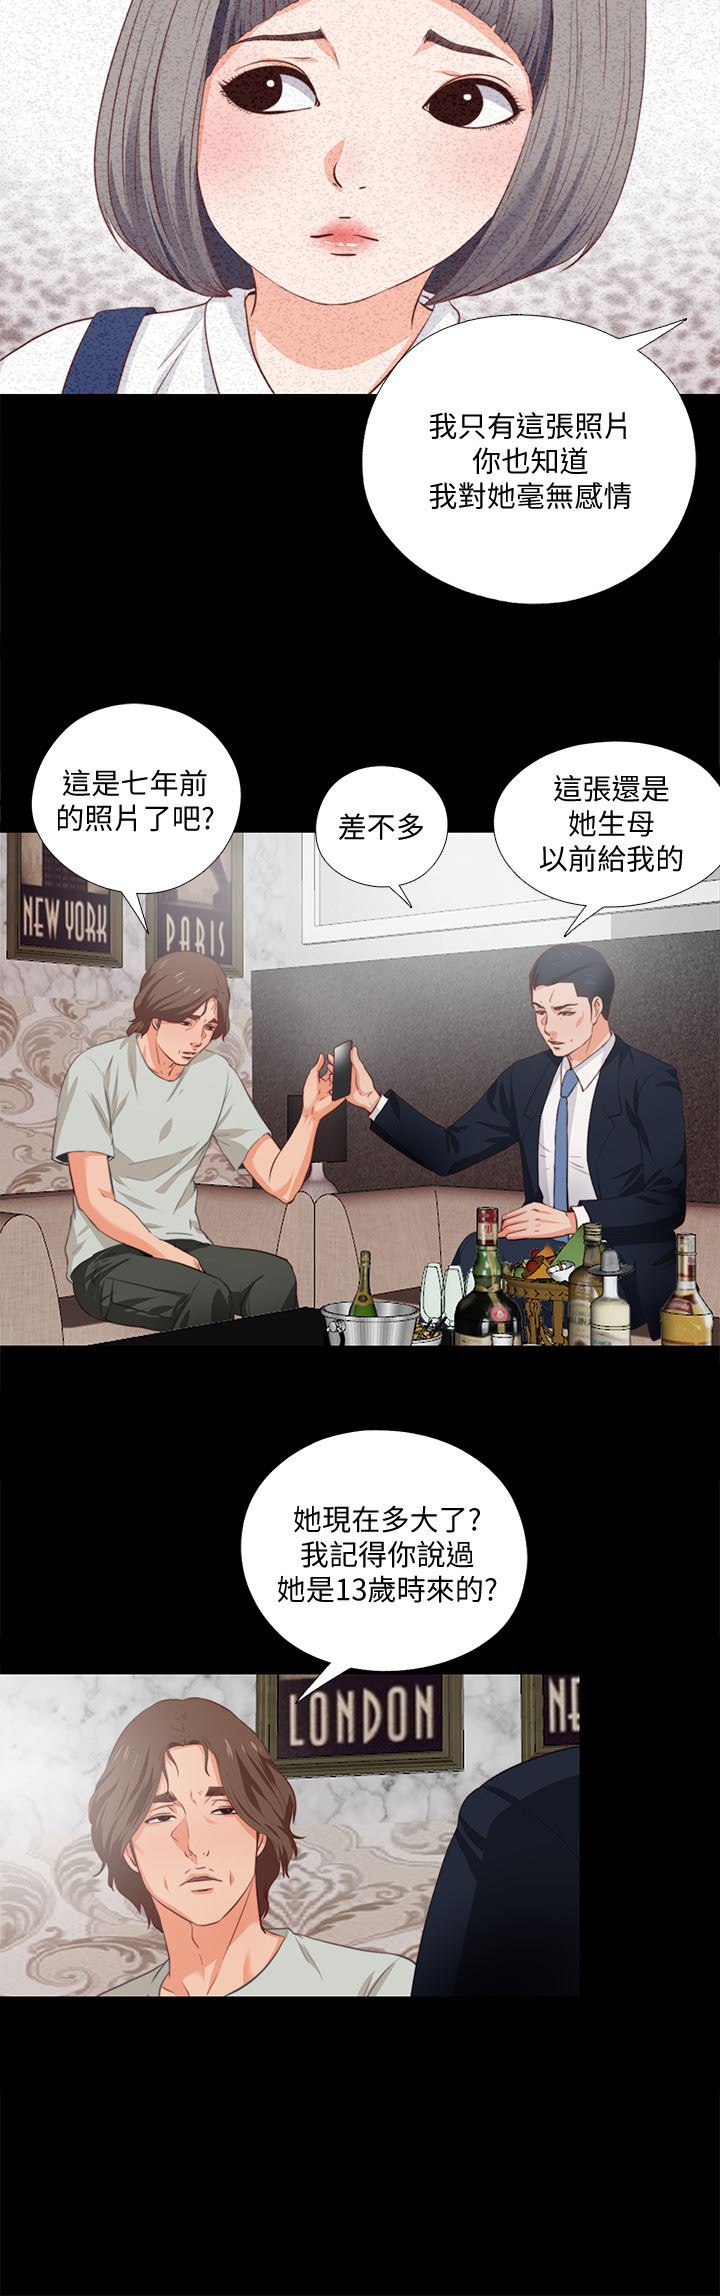 我只有這張照片
你也知道
我對她毫無感情
這是七年前
的照片了吧?
差不多
這張還是
她生母
以前給我的
NEW YORK
PARIS
她現在多大了?
我記得你說過
她是13歲時來的?
LONDON
NE